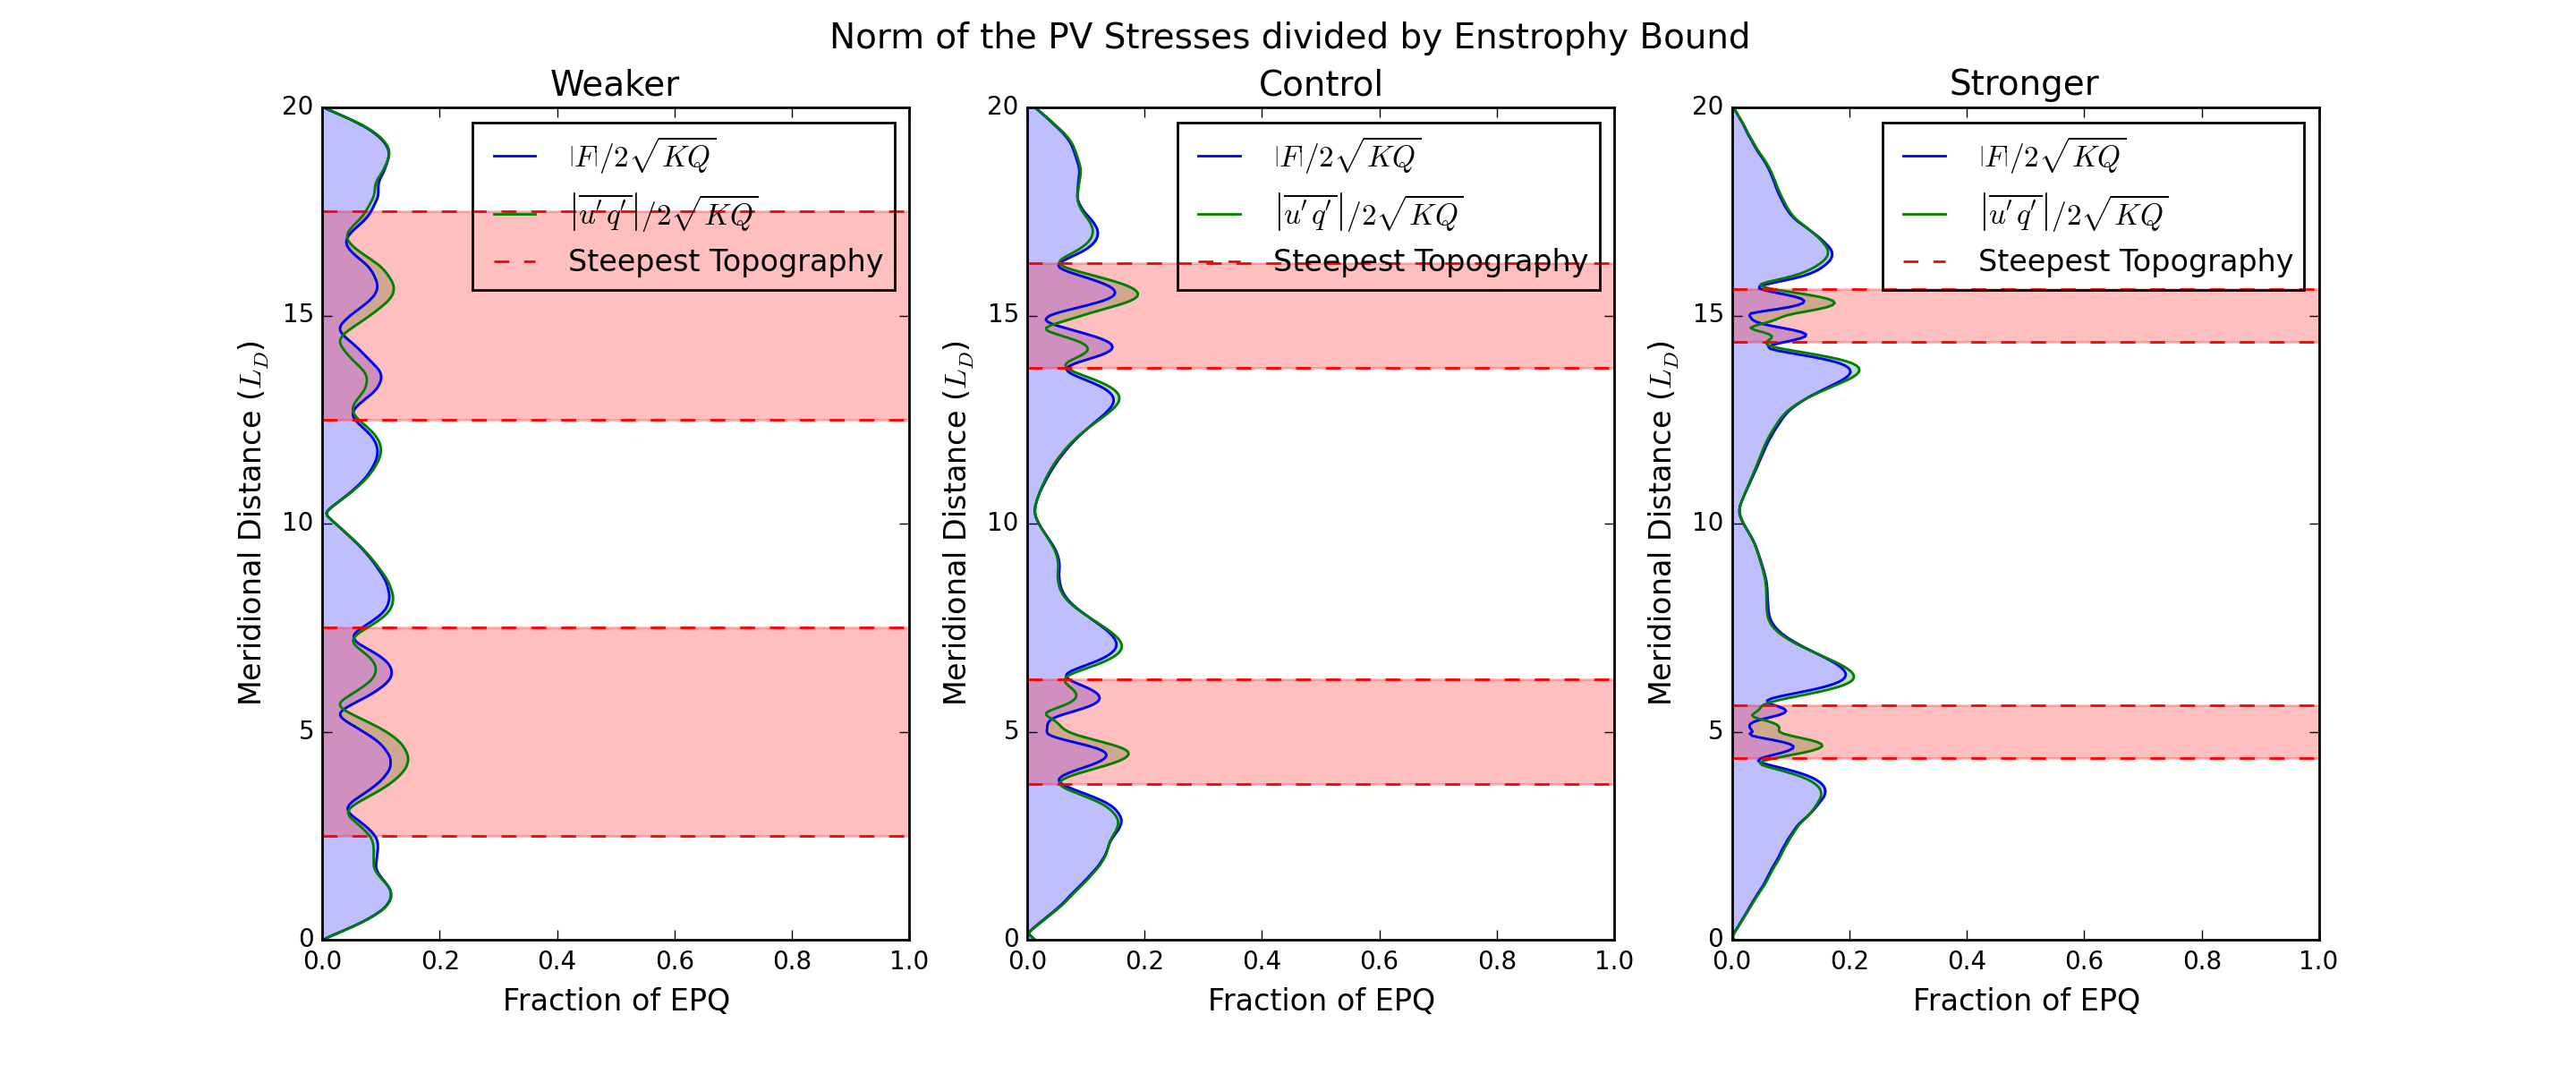 Norm of the PV Stresses divided by Enstrophy Bound
Weaker
20
15
10
5
0
0.0 0.2 0.4 0.6 0.8 1.0
Meridional Distance (L_D)
Fraction of EPQ
|F|/2√KQ
|u′q′|/2√KQ
Steepest Topography
Control
20
15
10
5
0
0.0 0.2 0.4 0.6 0.8 1.0
Meridional Distance (L_D)
Fraction of EPQ
|F|/2√KQ
|u′q′|/2√KQ
Steepest Topography
Stronger
20
15
10
5
0
0.0 0.2 0.4 0.6 0.8 1.0
Meridional Distance (L_D)
Fraction of EPQ
|F|/2√KQ
|u′q′|/2√KQ
Steepest Topography